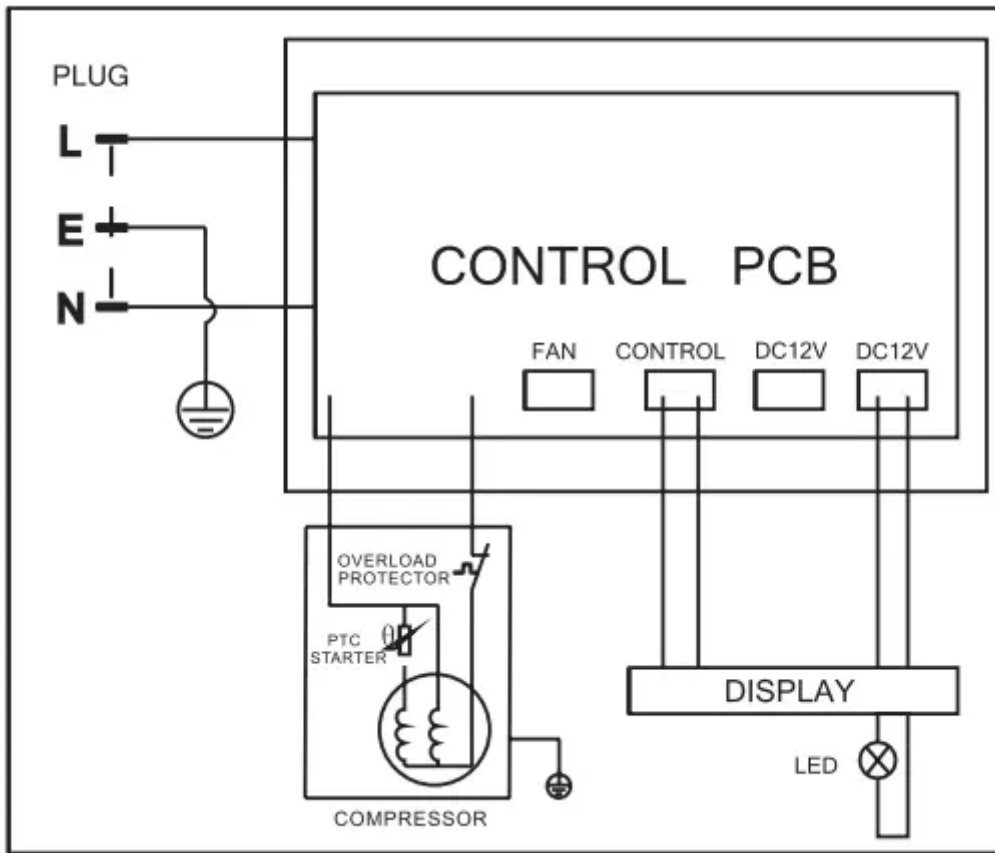 PLUG
L
E
N
CONTROL PCB
FAN
CONTROL
DC12V
DC12V
OVERLOAD
PROTECTOR
PTC
STARTER
θ
COMPRESSOR
DISPLAY
LED